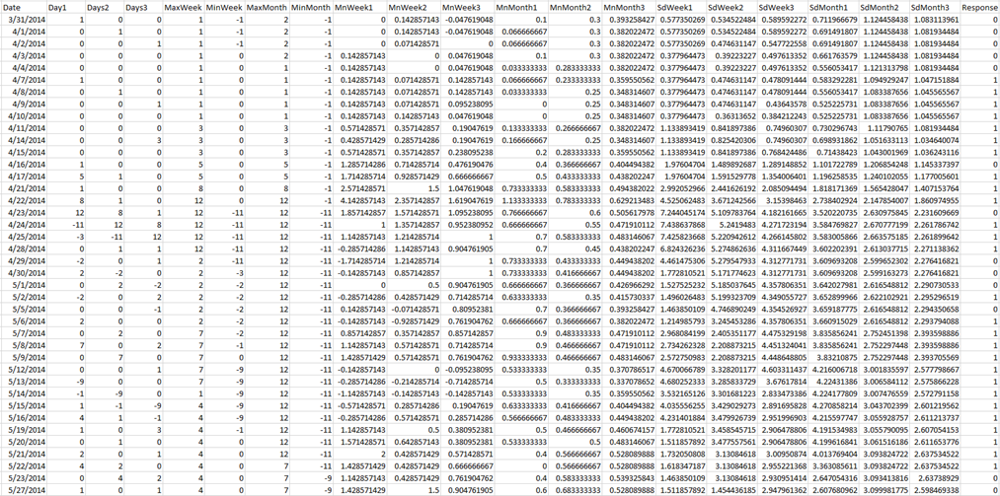 Date Day1 Days2 Days3 MaxWeek MinWeek MaxMonth MinMonth MnWeek1 MnWeek2 MnWeek3 MnMonth1 MnMonth2 MnMonth3 SdWeek1 SdWeek2 SdWeek3 SdMonth1 SdMonth2 SdMonth3 Response
3/31/2014 1 0 0 1 -1 2 -1 0 0.142857143 -0.047619048 0.1 0.3 0.393258427 0.577350269 0.534522484 0.589592272 0.711966679 1.124458438 1.083113961 0
4/1/2014 0 1 0 1 -1 2 -1 0 0.142857143 -0.047619048 0.066666667 0.3 0.382022472 0.577350269 0.534522484 0.589592272 0.691491807 1.124458438 1.081934484 0
4/2/2014 0 0 1 1 -1 2 -1 0 0.071428571 0 0.066666667 0.3 0.382022472 0.577350269 0.474631147 0.547722558 0.691491807 1.124458438 1.081934484 0
4/3/2014 0 0 0 1 0 2 -1 0.142857143 0 0.047619048 0.1 0.3 0.382022472 0.377964473 0.39223227 0.497613352 0.661763579 1.124458438 1.081934484 0
4/4/2014 0 0 0 1 0 1 -1 0.142857143 0 0.047619048 0.033333333 0.283333333 0.382022472 0.377964473 0.39223227 0.497613352 0.556053417 1.121313798 1.081934484 0
4/7/2014 1 0 0 1 0 1 -1 0.142857143 0.071428571 0.142857143 0.066666667 0.233333333 0.359550562 0.377964473 0.474631147 0.478091444 0.583292281 1.094929247 1.047151884 1
4/8/2014 0 1 0 1 0 1 -1 0.142857143 0.071428571 0.142857143 0.033333333 0.25 0.348314607 0.377964473 0.474631147 0.478091444 0.556053417 1.083387656 1.045565567 1
4/9/2014 0 0 1 1 0 1 -1 0.142857143 0.071428571 0.095238095 0 0.25 0.348314607 0.377964473 0.474631147 0.43643578 0.525225731 1.083387656 1.045565567 1
4/10/2014 0 0 0 1 0 1 -1 0.142857143 0.142857143 0.047619048 0 0.25 0.348314607 0.377964473 0.36313652 0.384212243 0.525225731 1.083387656 1.045565567 1
4/11/2014 3 0 0 3 0 3 -1 0.571428571 0.357142857 0.19047619 0.133333333 0.266666667 0.382022472 1.133893419 0.841897386 0.74960307 0.730296743 1.11790765 1.081934484 1
4/14/2014 0 3 3 3 0 3 -1 0.428571429 0.285714286 0.19047619 0.166666667 0.25 0.348314607 1.133893419 0.825420306 0.74960307 0.698931862 1.051633113 1.034640074 1
4/15/2014 0 0 0 3 0 3 -1 0.571428571 0.357142857 0.238095238 0.2 0.283333333 0.359550562 1.133893419 0.841897386 0.768424486 0.71438423 1.043001969 1.036243116 1
4/16/2014 1 0 0 5 0 5 -1 1.285714286 0.714285714 0.476190476 0.4 0.366666667 0.404494382 1.97604704 1.489892687 1.289148852 1.101722789 1.206854248 1.145337397 0
4/17/2014 5 1 0 5 0 5 -1 1.714285714 0.928571429 0.66666667 0.5 0.433333333 0.438202247 1.97604704 1.591529778 1.354006401 1.196258535 1.240102055 1.177005601 0
4/21/2014 1 0 1 8 0 8 -1 2.571428571 1.5 1.047619048 0.733333333 0.583333333 0.494382022 2.992052966 2.441626192 2.085094494 1.818171369 1.565428047 1.407153764 1
4/22/2014 8 1 0 12 0 12 -1 4.142857143 2.357142857 1.619047619 1.133333333 0.783333333 0.629213483 4.525062483 3.671242966 3.15398463 2.738402924 2.147854007 1.860974955 1
4/23/2014 12 8 1 12 -11 12 -11 1.857142857 1.571428571 1.095238095 0.766666667 0.6 0.505617978 7.244045174 5.109783764 4.182161665 3.520220735 2.630975845 2.231609669 0
4/24/2014 -11 12 8 12 -11 12 -11 1 1.357142857 0.952380952 0.666666667 0.55 0.471910112 7.438637868 5.2419483 4.271723194 3.584769827 2.670777199 2.261786742 1
4/25/2014 -3 -11 12 12 -11 12 -11 1.142857143 1.214285714 1 0.7 0.583333333 0.483146067 7.425823668 5.220942612 4.266145802 3.583005866 2.663575185 2.261899642 1
4/28/2014 0 1 1 12 -11 12 -11 -0.285714286 1.142857143 0.904761905 0.7 0.45 0.438202247 6.824326236 5.274862696 4.311667449 3.602202391 2.613037715 2.271138362 1
4/29/2014 -2 0 1 2 -11 12 -11 -1.714285714 1.214285714 1 0.733333333 0.433333333 0.449438202 4.461475306 5.279547933 4.312771731 3.609693208 2.599652302 2.276416821 0
4/30/2014 -2 -2 0 2 -3 12 -11 -0.142857143 0.857142857 1 0.733333333 0.416666667 0.449438202 1.772810521 5.171774623 4.312771731 3.609693208 2.599163273 2.276416821 0
5/1/2014 0 2 -2 2 -2 12 -11 0 0.5 0.904761905 0.666666667 0.366666667 0.426966292 1.527525232 5.185037645 4.357806351 3.642027981 2.616548812 2.290730533 0
5/2/2014 -2 0 2 2 -2 12 -11 -0.285714286 0.428571429 0.714285714 0.633333333 0.35 0.415730337 1.496026483 5.199323709 4.349055727 3.652899966 2.622102921 2.295296519 1
5/5/2014 0 0 -1 2 -2 12 -11 0.142857143 -0.071428571 0.80952381 0.7 0.366666667 0.393258427 1.463850109 4.746890249 4.354526927 3.659187775 2.616548812 2.294350658 0
5/6/2014 2 0 0 2 -2 12 -11 -0.142857143 -0.928571429 0.761904762 0.666666667 0.366666667 0.382022472 1.214985793 3.245453286 4.357806351 3.660915029 2.616548812 2.293794088 1
5/7/2014 0 2 0 7 -2 12 -11 0.857142857 0.357142857 0.857142857 0.9 0.483333333 0.471910112 2.968084199 2.405351177 4.475329198 3.835856241 2.752451398 2.393598886 1
5/8/2014 7 0 2 7 -1 12 -11 1.142857143 0.571428571 0.714285714 0.9 0.466666667 0.471910112 2.734262328 2.208873215 4.451324041 3.835856241 2.752297448 2.393598886 1
5/9/2014 0 7 0 7 0 12 -11 1.428571429 0.571428571 0.761904762 0.933333333 0.466666667 0.483146067 2.572750983 2.208873215 4.448648805 3.83210875 2.752297448 2.393705569 1
5/12/2014 -9 0 0 7 -9 12 -11 -0.142857143 0 -0.095238095 0.533333333 0.35 0.370786517 4.670066789 3.328201177 4.603311437 4.216006718 3.001835597 2.577798667 1
5/13/2014 -9 0 0 7 -9 12 -11 -0.285714286 -0.214285714 -0.714285714 0.5 0.333333333 0.337078652 4.680252333 3.285833729 3.67617814 4.22431386 3.006584112 2.575866228 1
5/14/2014 -1 -9 0 1 -9 12 -11 -1.142857143 -0.142857143 -0.142857143 0.533333333 0.35 0.359550562 3.532165126 3.301681223 2.833477386 4.224177809 3.007476559 2.572791158 1
5/15/2014 1 -1 -9 4 -9 12 -11 -0.571428571 0.285714286 0.19047619 0.633333333 0.416666667 0.404494382 4.035556255 3.429029273 2.891695828 4.270858214 3.043702399 2.601219562 1
5/16/2014 4 1 -1 4 -9 12 -11 -0.285714286 0.571428571 0.285714286 0.566666667 0.483333333 0.449438202 4.231401884 3.479926739 2.951994903 4.215597747 3.055928757 2.611213737 1
5/19/2014 1 0 3 4 -1 12 -11 1.142857143 0.5 0.380952381 0.5 0.466666667 0.460674157 1.772810521 3.458545715 2.906478806 4.191534983 3.055790095 2.607054153 1
5/20/2014 0 1 0 4 0 12 -11 1.571428571 0.642857143 0.380952381 0.533333333 0.5 0.483146067 1.511857892 3.477557561 2.906478806 4.199616841 3.061516186 2.611653776 1
5/21/2014 2 0 1 4 0 12 -11 2 0.428571429 0.571428571 0.4 0.566666667 0.528089888 1.732050808 3.13084618 3.00950874 4.013769404 3.093824722 2.637534522 1
5/22/2014 4 2 0 4 0 7 -11 1.428571429 0.428571429 0.666666667 0 0.566666667 0.528089888 1.618347187 3.13084618 2.955221368 3.363085611 3.093824722 2.637534522 1
5/23/2014 0 4 2 4 0 7 -9 1.142857143 0.428571429 0.761904762 0.4 0.583333333 0.539325843 1.463850109 3.13084618 2.930951414 2.647054316 3.093413616 2.63738929 0
5/27/2014 1 0 1 4 0 7 -9 1.428571429 1.5 0.904761905 0.6 0.683333333 0.528089888 1.511857892 1.454436185 2.947961362 2.607680962 3.099981775 2.598469338 0